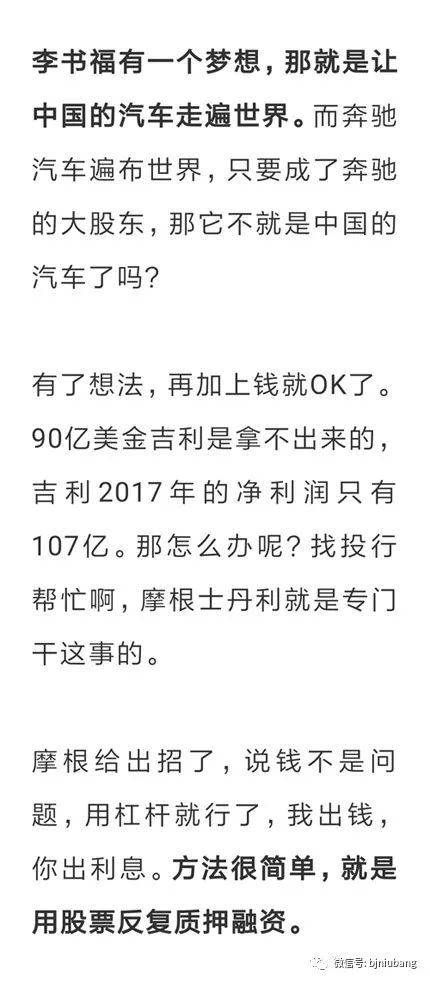 李书福有一个梦想，那就是让
中国的汽车走遍世界。而奔驰
汽车遍布世界，只要成了奔驰
的大股东，那它不就是中国的
汽车了吗？
有了想法，再加上钱就OK了。
90亿美金吉利是拿不出来的，
吉利2017年的净利润只有
107亿。那怎么办呢？找投行
帮忙啊，摩根士丹利就是专门
干这事的。
摩根给出招了，说钱不是问
题，用杠杆就行了，我出钱，
你出利息。方法很简单，就是
用股票反复质押融资。
微信号: bjniubang